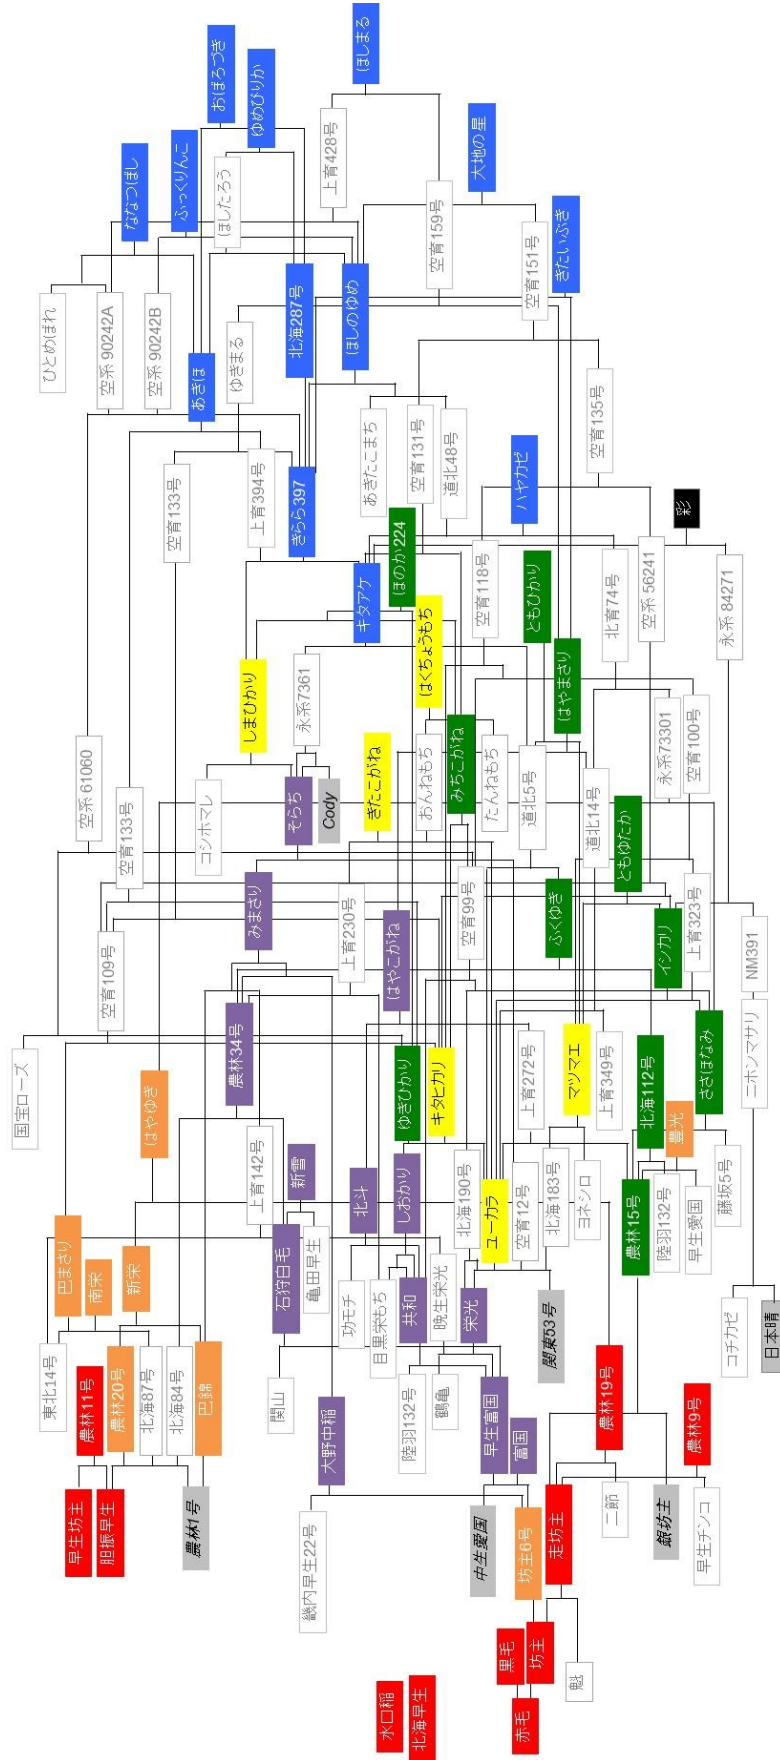 ほしまる
おぼろづき
ゆめぴりか
ふっくりんこ
ななつぼし
上育428号
大地の星
ほしたろう
空育159号
空育151号
きたいぶき
ひとめぼれ
空系90242A
空系90242B
あきほ
ゆきまる
北海287号
ほしのゆめ
あきたこまち
空育131号
道北48号
空育135号
空育133号
上育394号
きらら397
ハヤカゼ
彩
キタアケ
ほのか224
空育118号
ともひかり
北育74号
空系56241
永系84271
しまひかり
永系7361
はくちょうもち
はやまさり
空系61060
空育133号
コシホマレ
そらち
Cody
きたこがね
おんねもち
みちこがね
たんねもち
道北5号
道北14号
永系73301
空育100号
ともゆたか
みまさり
上育230号
はやこがね
空育99号
ふくゆき
イシカリ
上育323号
NM391
空育109号
国宝ローズ
はやゆき
農林34号
ゆきひかり
キタヒカリ
上育272号
マツマエ
上育349号
北海112号
ささほなみ
ニホンマサリ
上育142号
新雪
北斗
しおかり
北海190号
ユーカラ
空育12号
北海183号
ヨネシロ
農林15号
陸羽132号
豊光
早生愛国
藤坂5号
巴まさり
南栄
新栄
石狩白毛
亀田早生
功モチ
目黒栄もち
共和
晩生栄光
栄光
関東53号
コチカゼ
日本晴
東北14号
農林11号
農林20号
北海87号
北海84号
巴錦
関山
大野中稲
陸羽132号
鶴亀
早生富国
富国
農林19号
農林9号
早生坊主
胆振早生
農林1号
畿内早生22号
中生愛国
坊主6号
走坊主
二節
銀坊主
早生チンコ
水口稲
北海早生
黒毛
赤毛
坊主
魁